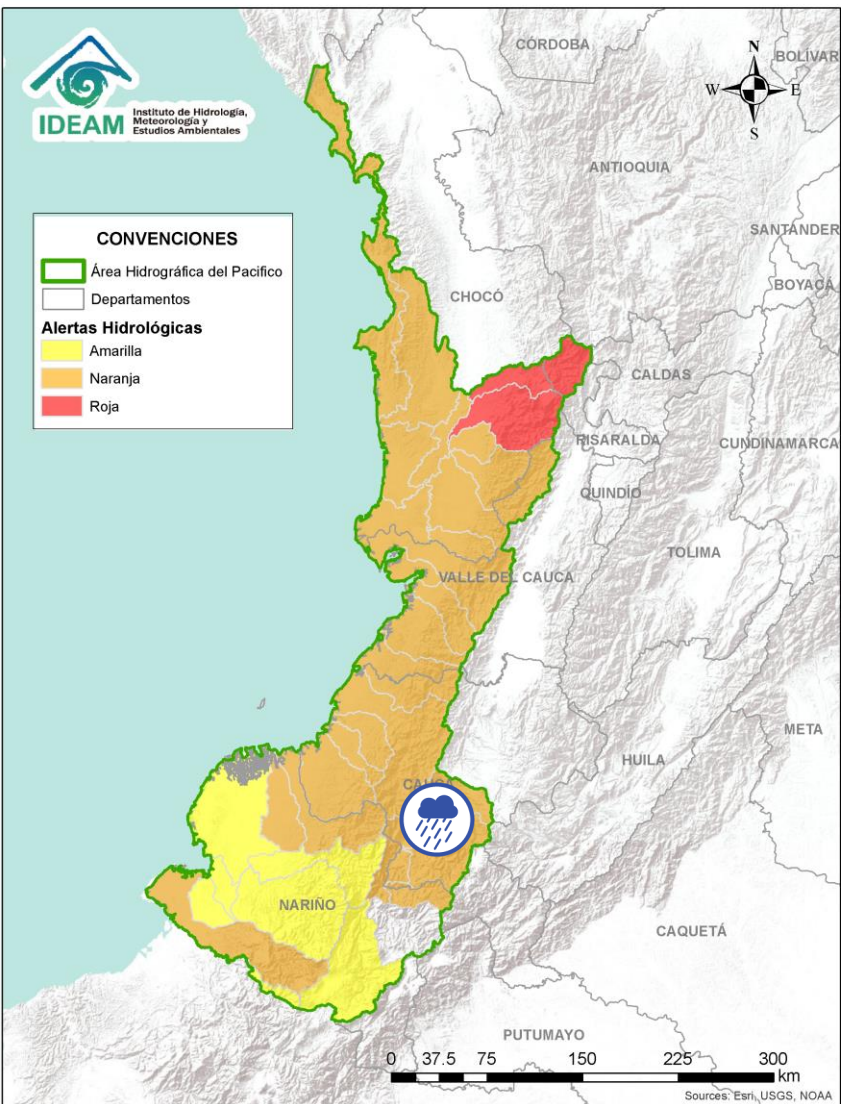 IDEAM
Instituto de Hidrología,
Meteorología y
Estudios Ambientales
CÓRDOBA
BOLÍVAR
N
W
E
S
ANTIOQUIA
SANTANDER
BOYACÁ
CONVENCIONES
Área Hidrográfica del Pacifico
Departamentos
Alertas Hidrológicas
Amarilla
Naranja
Roja
CHOCÓ
CALDAS
RISARALDA
CUNDINAMARCA
QUINDÍO
TOLIMA
VALLE DEL CAUCA
META
HUILA
CAUCA
NARIÑO
CAQUETÁ
PUTUMAYO
0 37.5 75 150 225 300
km
Sources: Esri, USGS, NOAA